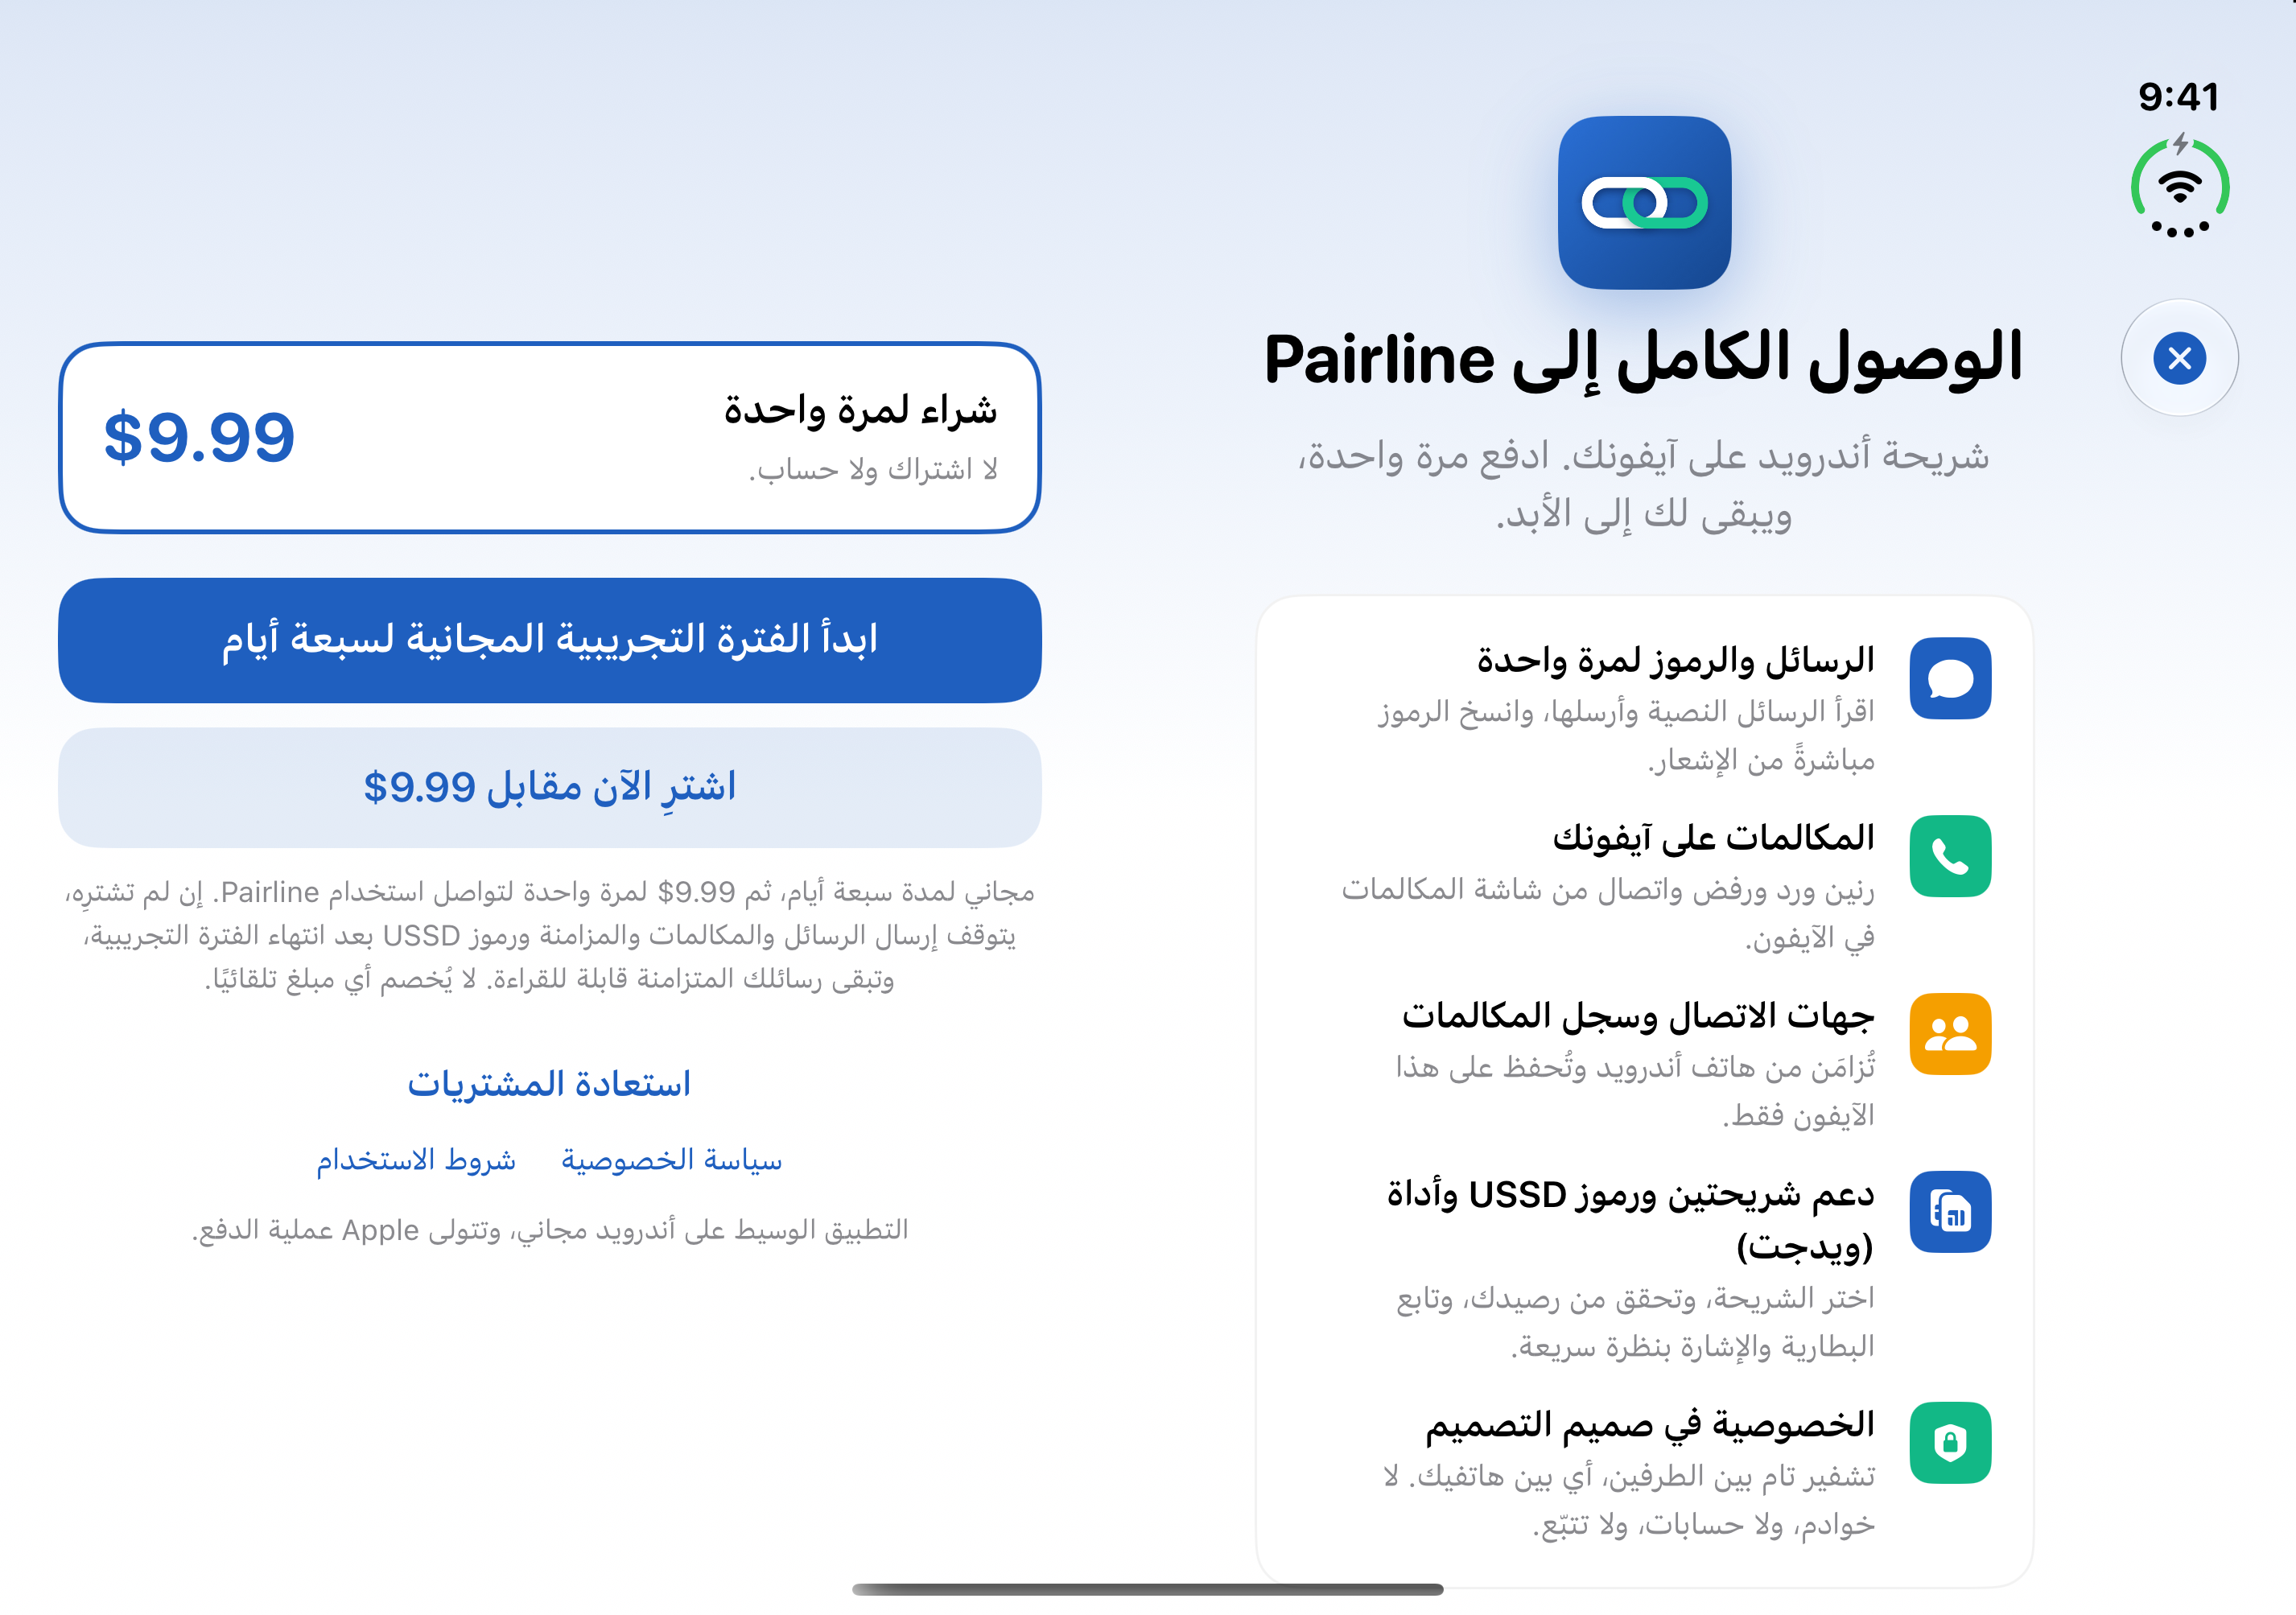 9:41
الوصول الكامل إلى Pairline
شريحة أندرويد على آيفونك. ادفع مرة واحدة،
ويبقى لك إلى الأبد.
الرسائل والرموز لمرة واحدة
اقرأ الرسائل النصية وأرسلها، وانسخ الرموز
مباشرةً من الإشعار.
المكالمات على آيفونك
رنين ورد ورفض واتصال من شاشة المكالمات
في الآيفون.
جهات الاتصال وسجل المكالمات
تُزامَن من هاتف أندرويد وتُحفظ على هذا
الآيفون فقط.
دعم شريحتين ورموز USSD وأداة
(ويدجت)
اختر الشريحة، وتحقق من رصيدك، وتابع
البطارية والإشارة بنظرة سريعة.
الخصوصية في صميم التصميم
تشفير تام بين الطرفين، أي بين هاتفيك. لا
خوادم، ولا حسابات، ولا تتبّع.
شراء لمرة واحدة
لا اشتراك ولا حساب.
$9.99
ابدأ الفترة التجريبية المجانية لسبعة أيام
اشترِ الآن مقابل 9.99$
مجاني لمدة سبعة أيام، ثم 9.99$ لمرة واحدة لتواصل استخدام Pairline. إن لم تشترِه،
يتوقف إرسال الرسائل والمكالمات والمزامنة ورموز USSD بعد انتهاء الفترة التجريبية،
وتبقى رسائلك المتزامنة قابلة للقراءة. لا يُخصم أي مبلغ تلقائيًا.
استعادة المشتريات
سياسة الخصوصية شروط الاستخدام
التطبيق الوسيط على أندرويد مجاني، وتتولى Apple عملية الدفع.